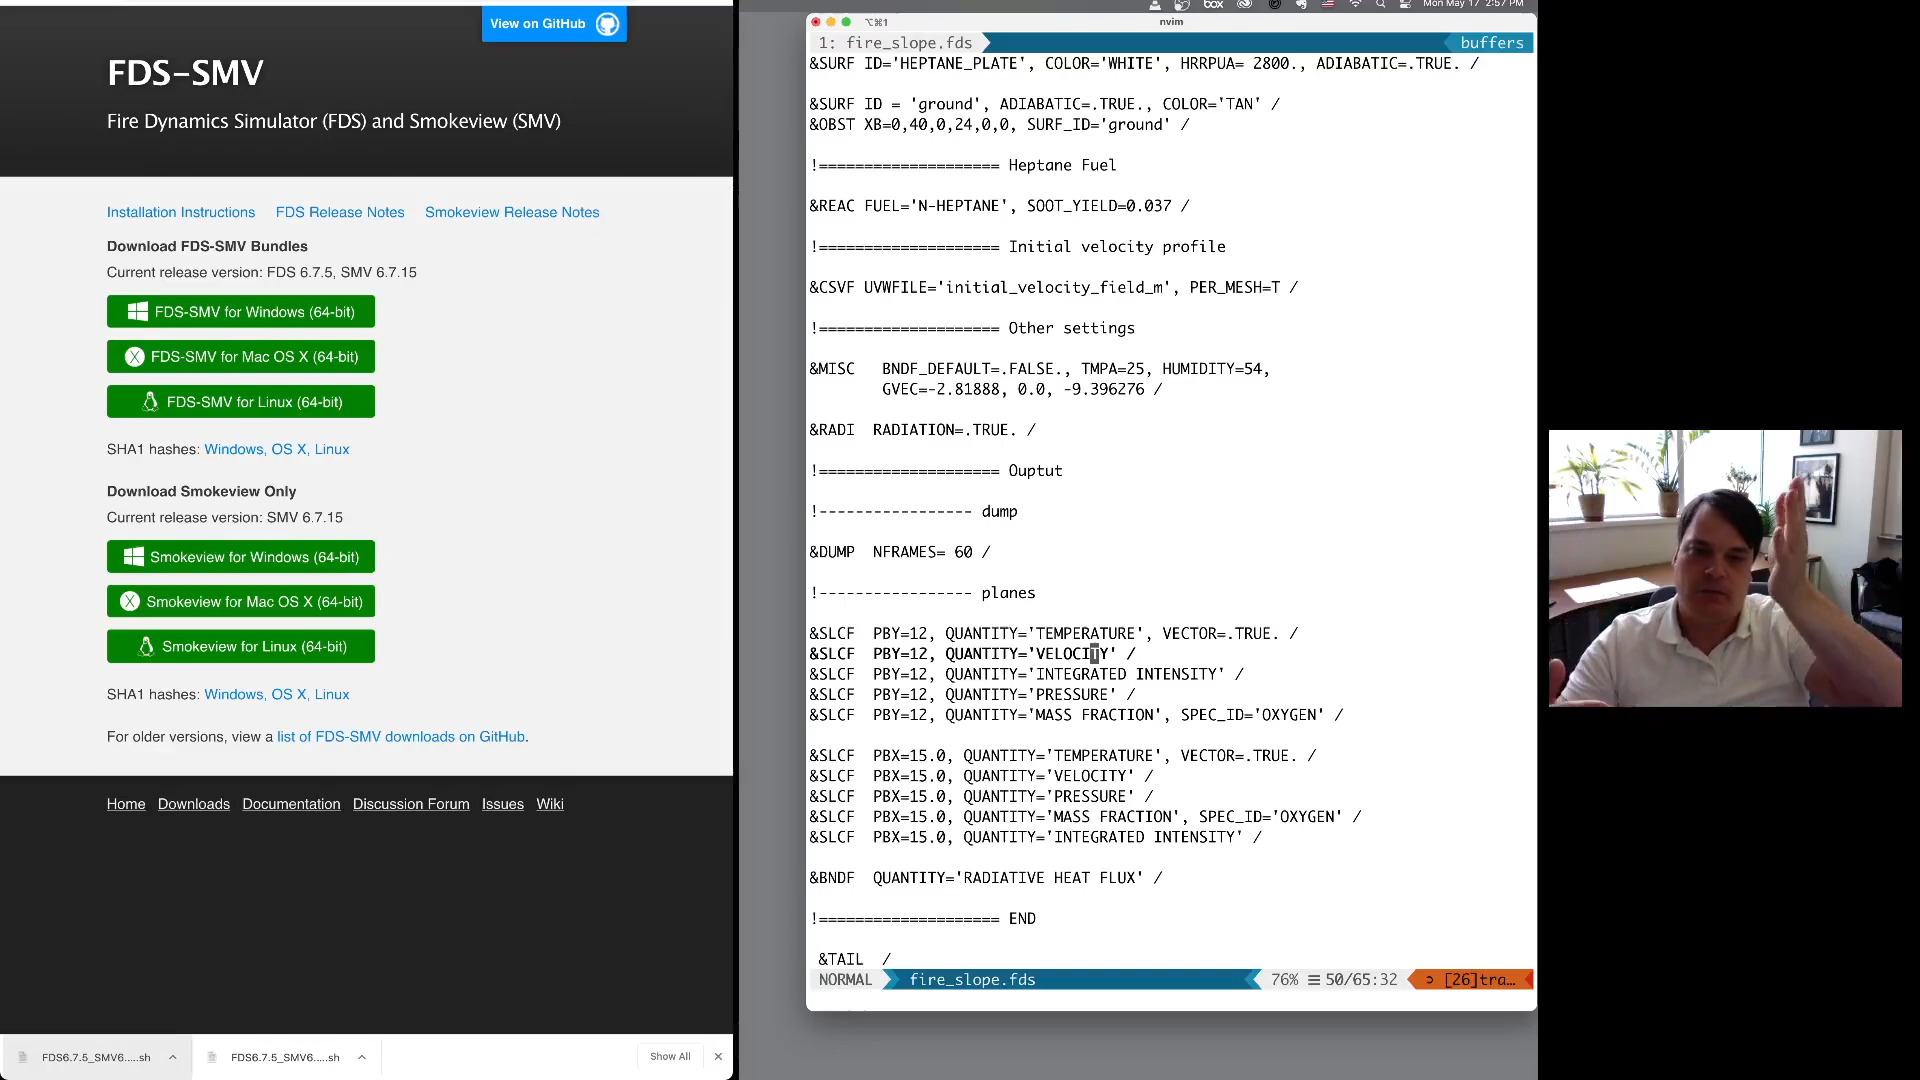 View on GitHub
FDS-SMV
Fire Dynamics Simulator (FDS) and Smokeview (SMV)
Installation Instructions FDS Release Notes Smokeview Release Notes
Download FDS-SMV Bundles
Current release version: FDS 6.7.5, SMV 6.7.15
FDS-SMV for Windows (64-bit)
FDS-SMV for Mac OS X (64-bit)
FDS-SMV for Linux (64-bit)
SHA1 hashes: Windows, OS X, Linux
Download Smokeview Only
Current release version: SMV 6.7.15
Smokeview for Windows (64-bit)
Smokeview for Mac OS X (64-bit)
Smokeview for Linux (64-bit)
SHA1 hashes: Windows, OS X, Linux
For older versions, view a list of FDS-SMV downloads on GitHub.
Home Downloads Documentation Discussion Forum Issues Wiki
FDS6.7.5_SMV6.....sh
FDS6.7.5_SMV6.....sh
Show All
box
Mon May 17 2:57 PM
⌥⌘1
nvim
1: fire_slope.fds
buffers
&SURF ID='HEPTANE_PLATE', COLOR='WHITE', HRRPUA= 2800., ADIABATIC=.TRUE. /
&SURF ID = 'ground', ADIABATIC=.TRUE., COLOR='TAN' /
&OBST XB=0,40,0,24,0,0, SURF_ID='ground' /
!==================== Heptane Fuel
&REAC FUEL='N-HEPTANE', SOOT_YIELD=0.037 /
!==================== Initial velocity profile
&CSVF UVWFILE='initial_velocity_field_m', PER_MESH=T /
!==================== Other settings
&MISC   BNDF_DEFAULT=.FALSE., TMPA=25, HUMIDITY=54,
GVEC=-2.81888, 0.0, -9.396276 /
&RADI  RADIATION=.TRUE. /
!==================== Ouptut
!----------------- dump
&DUMP  NFRAMES= 60 /
!----------------- planes
&SLCF  PBY=12, QUANTITY='TEMPERATURE', VECTOR=.TRUE. /
&SLCF  PBY=12, QUANTITY='VELOCITY' /
&SLCF  PBY=12, QUANTITY='INTEGRATED INTENSITY' /
&SLCF  PBY=12, QUANTITY='PRESSURE' /
&SLCF  PBY=12, QUANTITY='MASS FRACTION', SPEC_ID='OXYGEN' /
&SLCF  PBX=15.0, QUANTITY='TEMPERATURE', VECTOR=.TRUE. /
&SLCF  PBX=15.0, QUANTITY='VELOCITY' /
&SLCF  PBX=15.0, QUANTITY='PRESSURE' /
&SLCF  PBX=15.0, QUANTITY='MASS FRACTION', SPEC_ID='OXYGEN' /
&SLCF  PBX=15.0, QUANTITY='INTEGRATED INTENSITY' /
&BNDF  QUANTITY='RADIATIVE HEAT FLUX' /
!==================== END
&TAIL  /
NORMAL fire_slope.fds 76% ☰ 50/65:32 [26]tra…